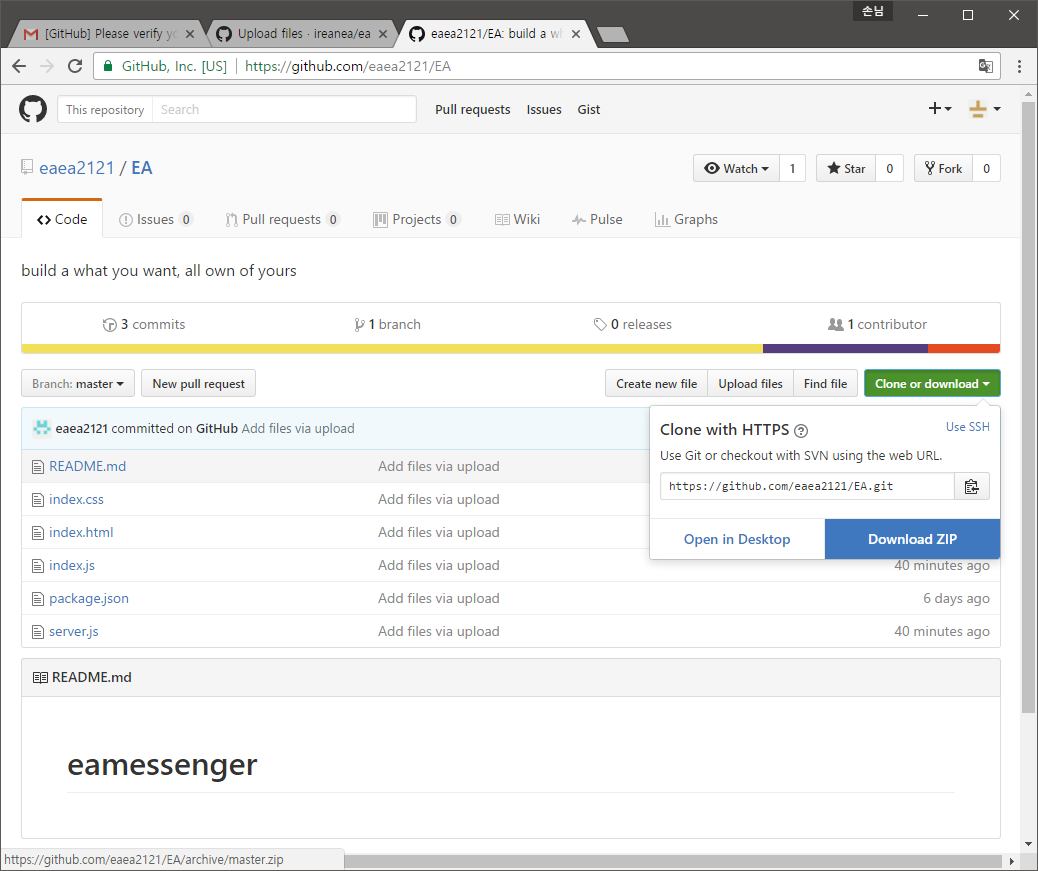 손님
[GitHub] Please verify yo
Upload files · ireanea/ea
eaea2121/EA: build a wh
GitHub, Inc. [US] https://github.com/eaea2121/EA
This repository Search Pull requests Issues Gist
eaea2121 / EA
Watch 1 Star 0 Fork 0
Code Issues 0 Pull requests 0 Projects 0 Wiki Pulse Graphs
build a what you want, all own of yours
3 commits 1 branch 0 releases 1 contributor
Branch: master New pull request Create new file Upload files Find file Clone or download
eaea2121 committed on GitHub Add files via upload
Clone with HTTPS ? Use SSH
Use Git or checkout with SVN using the web URL.
https://github.com/eaea2121/EA.git
Open in Desktop Download ZIP
README.md Add files via upload
index.css Add files via upload
index.html Add files via upload
index.js Add files via upload 40 minutes ago
package.json Add files via upload 6 days ago
server.js Add files via upload 40 minutes ago
README.md
eamessenger
https://github.com/eaea2121/EA/archive/master.zip